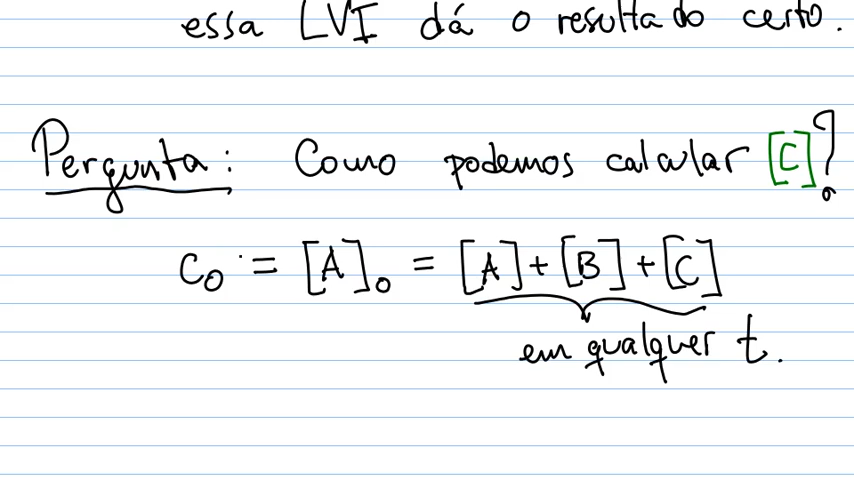 essa LVI dá o resultado certo.
Pergunta: Como podemos calcular [C]?
C₀ = [A]₀ = [A] + [B] + [C]
em qualquer t.